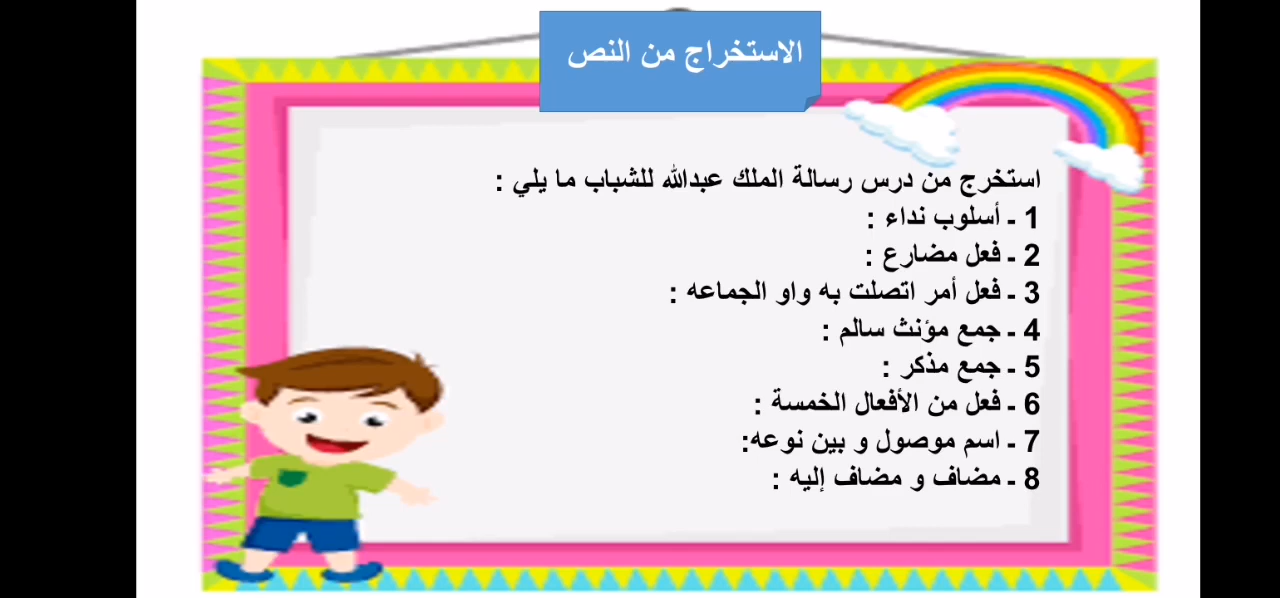 الاستخراج من النص
استخرج من درس رسالة الملك عبدالله للشباب ما يلي :
1 ـ أسلوب نداء :
2 ـ فعل مضارع :
3 ـ فعل أمر اتصلت به واو الجماعه :
4 ـ جمع مؤنث سالم :
5 ـ جمع مذكر :
6 ـ فعل من الأفعال الخمسة :
7 ـ اسم موصول و بين نوعه:
8 ـ مضاف و مضاف إليه :